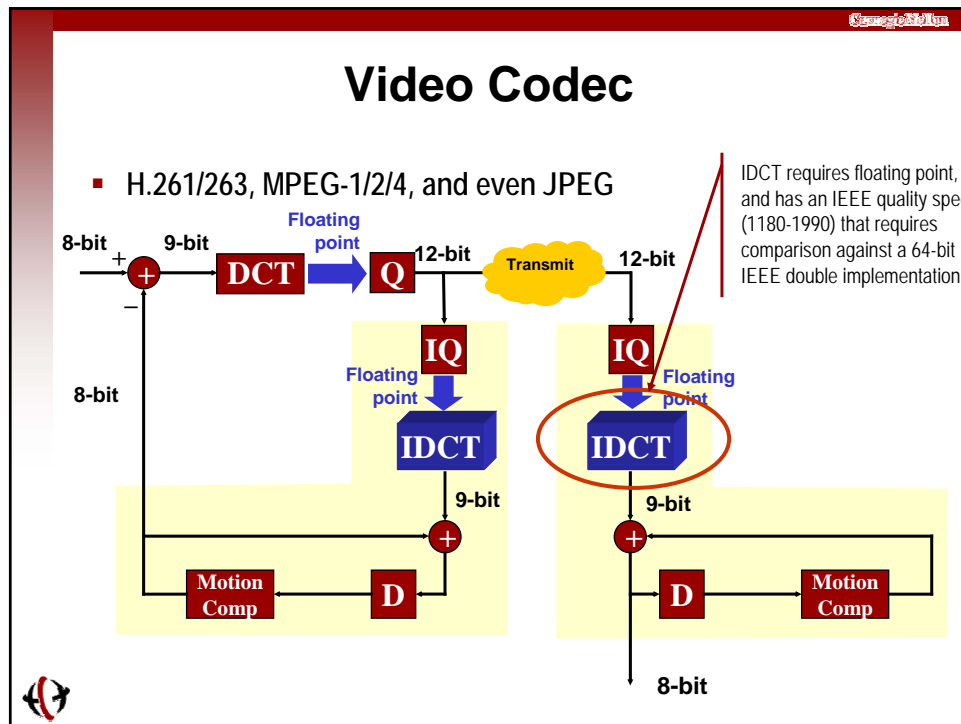 Carnegie Mellon
Video Codec
▪ H.261/263, MPEG-1/2/4, and even JPEG
IDCT requires floating point,
and has an IEEE quality spe
(1180-1990) that requires
comparison against a 64-bit
IEEE double implementation
8-bit
+
+
−
9-bit
DCT
Floating
point
Q
12-bit
Transmit
12-bit
8-bit
IQ
Floating
point
IDCT
9-bit
+
D
Motion
Comp
IQ
Floating
point
IDCT
9-bit
+
D
Motion
Comp
8-bit